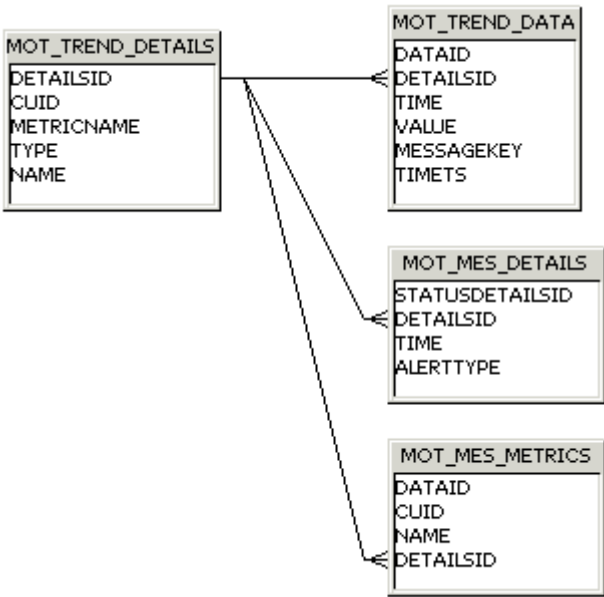 MOT_TREND_DETAILS
DETAILSID
CUID
METRICNAME
TYPE
NAME
MOT_TREND_DATA
DATAID
DETAILSID
TIME
VALUE
MESSAGEKEY
TIMETS
MOT_MES_DETAILS
STATUSDETAILSID
DETAILSID
TIME
ALERTTYPE
MOT_MES_METRICS
DATAID
CUID
NAME
DETAILSID